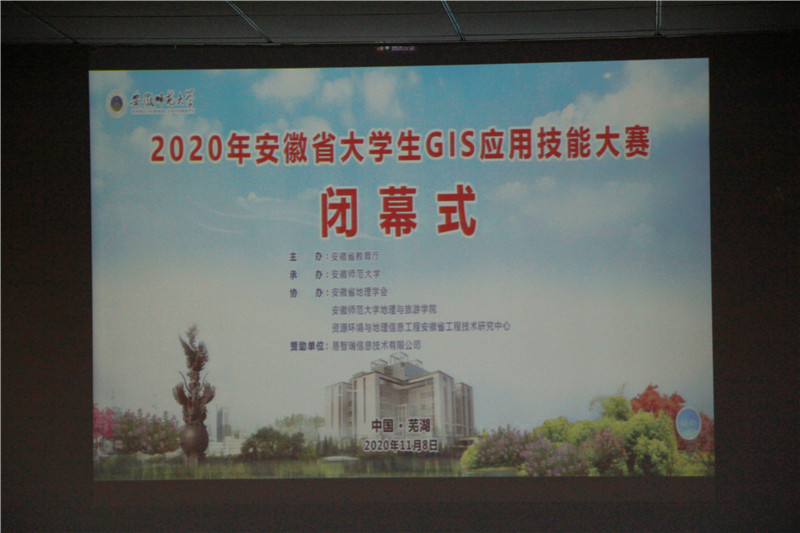 安徽师范大学
2020年安徽省大学生GIS应用技能大赛
闭幕式
主　办：安徽省教育厅
承　办：安徽师范大学
协　办：安徽省地理学会
安徽师范大学地理与旅游学院
资源环境与地理信息工程安徽省工程技术研究中心
赞助单位：易智瑞信息技术有限公司
中国·芜湖
2020年11月8日